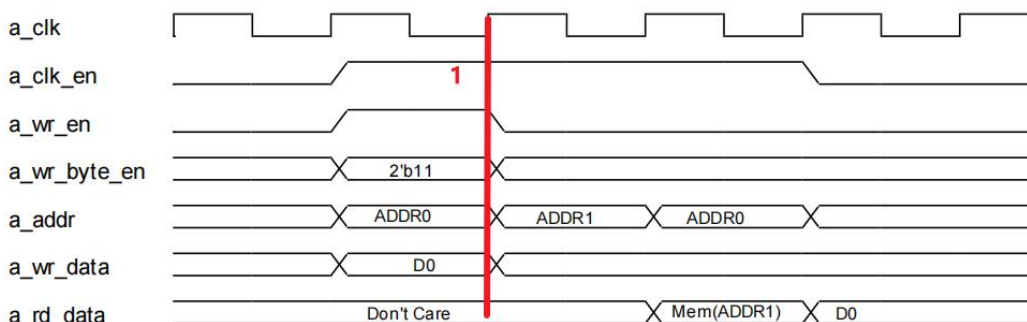 a_clk
a_clk_en 1
a_wr_en
a_wr_byte_en 2'b11
a_addr ADDR0 ADDR1 ADDR0
a_wr_data D0
a_rd_data Don't Care Mem(ADDR1) D0